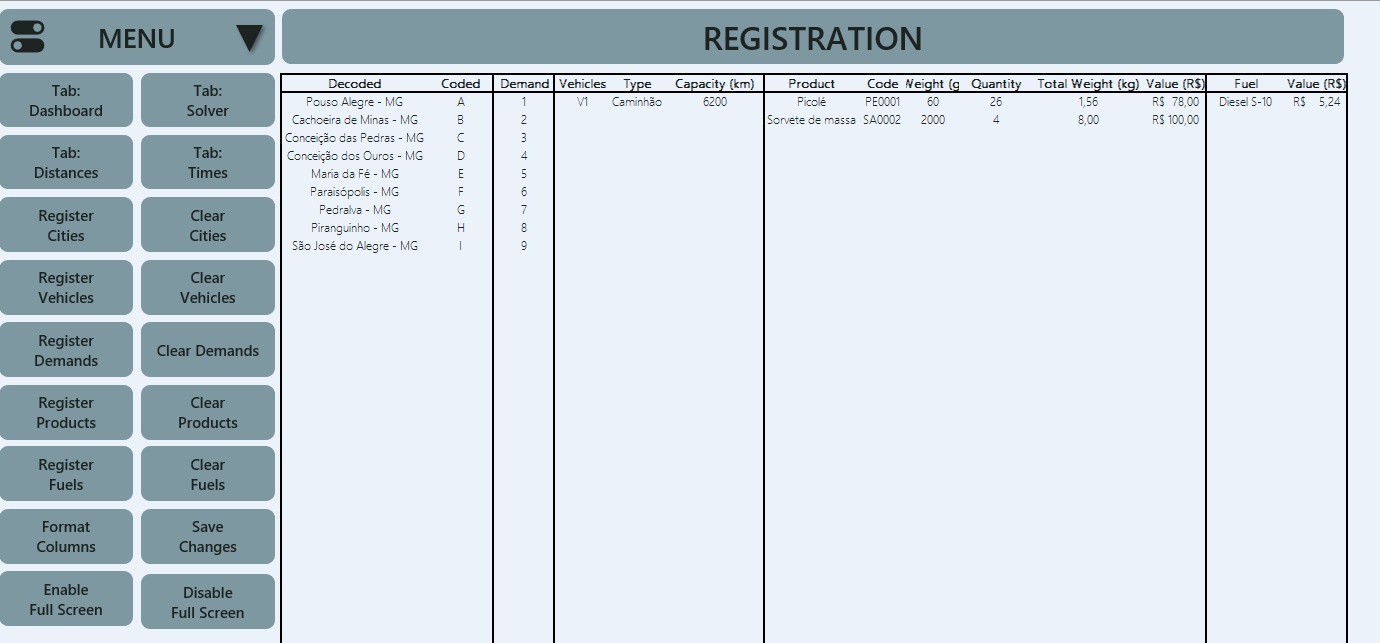 MENU
REGISTRATION
Tab:
Dashboard
Tab:
Solver
Tab:
Distances
Tab:
Times
Register
Cities
Clear
Cities
Register
Vehicles
Clear
Vehicles
Register
Demands
Clear Demands
Register
Products
Clear
Products
Register
Fuels
Clear
Fuels
Format
Columns
Save
Changes
Enable
Full Screen
Disable
Full Screen
Decoded Coded Demand Vehicles Type Capacity (km) Product Code Weight (g Quantity Total Weight (kg) Value (R$) Fuel Value (R$)
Pouso Alegre - MG A 1 V1 Caminhão 6200 Picolé PE0001 60 26 1,56 R$ 78,00 Diesel S-10 R$ 5,24
Cachoeira de Minas - MG B 2 Sorvete de massa SA0002 2000 4 8,00 R$ 100,00
Conceição das Pedras - MG C 3
Conceição dos Ouros - MG D 4
Maria da Fé - MG E 5
Paraisópolis - MG F 6
Pedralva - MG G 7
Piranguinho - MG H 8
São José do Alegre - MG I 9